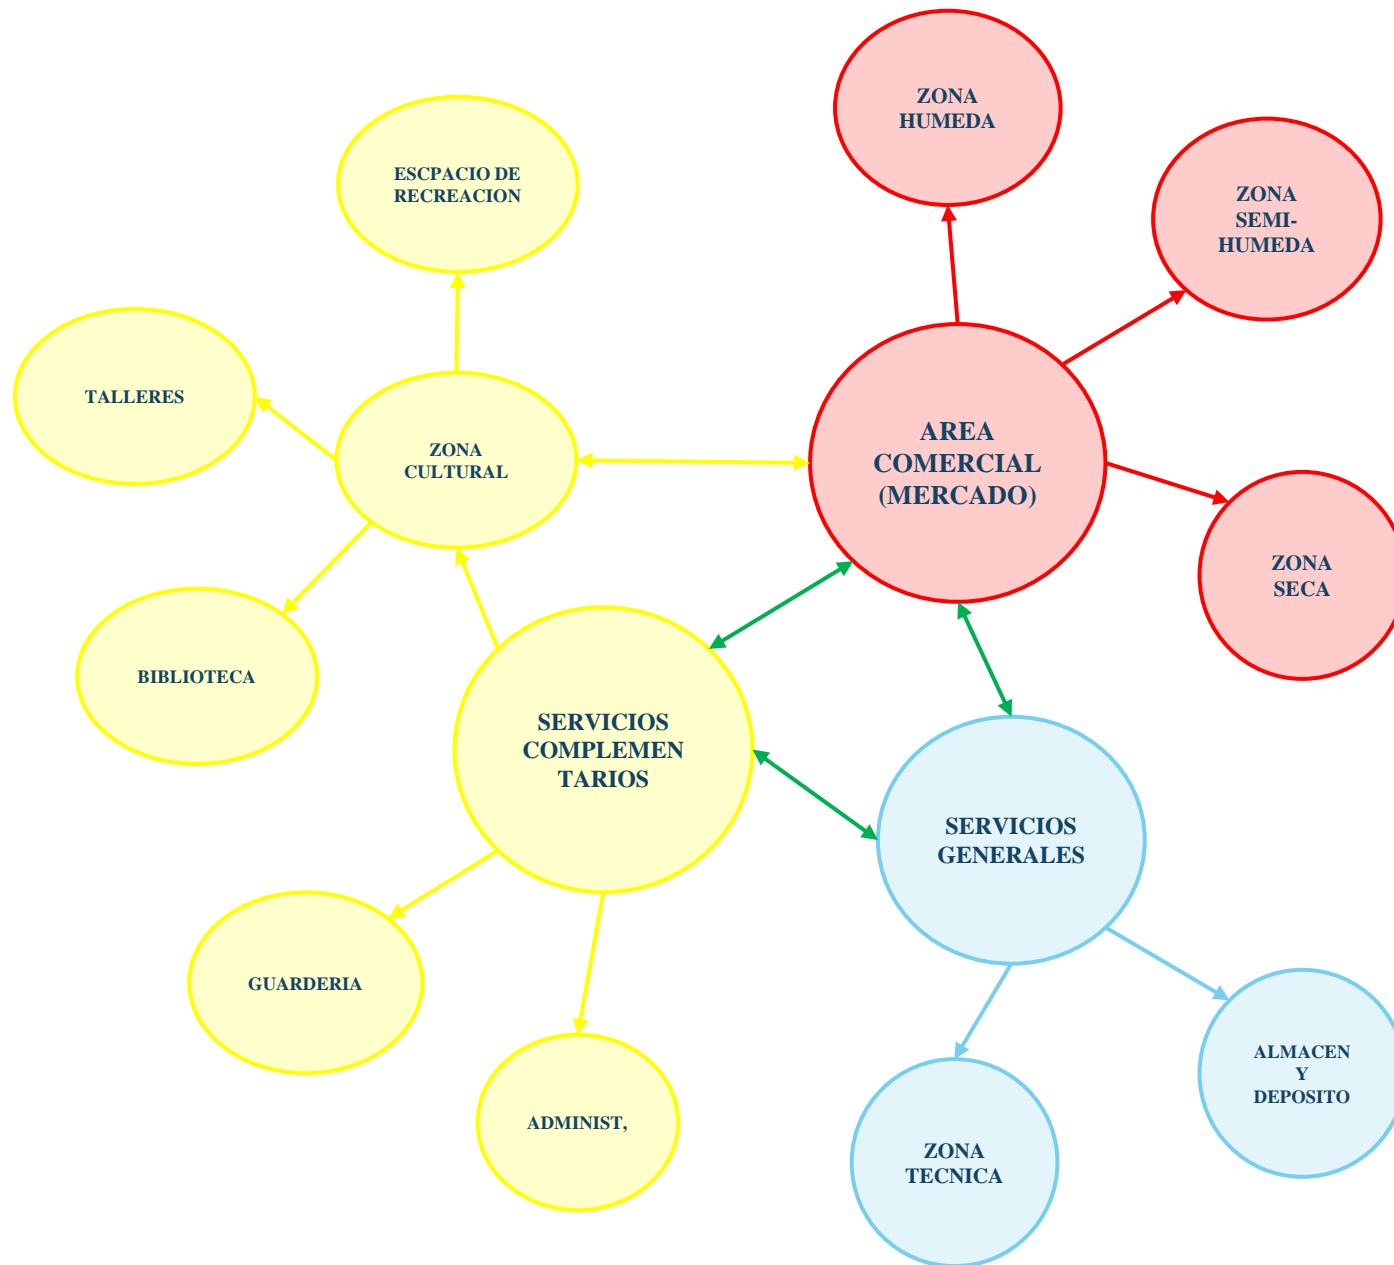 ZONA
HUMEDA
ESCPACIO DE
RECREACION
ZONA
SEMI-
HUMEDA
TALLERES
ZONA
CULTURAL
AREA
COMERCIAL
(MERCADO)
ZONA
SECA
BIBLIOTECA
SERVICIOS
COMPLEMEN
TARIOS
SERVICIOS
GENERALES
GUARDERIA
ADMINIST,
ZONA
TECNICA
ALMACEN
Y
DEPOSITO